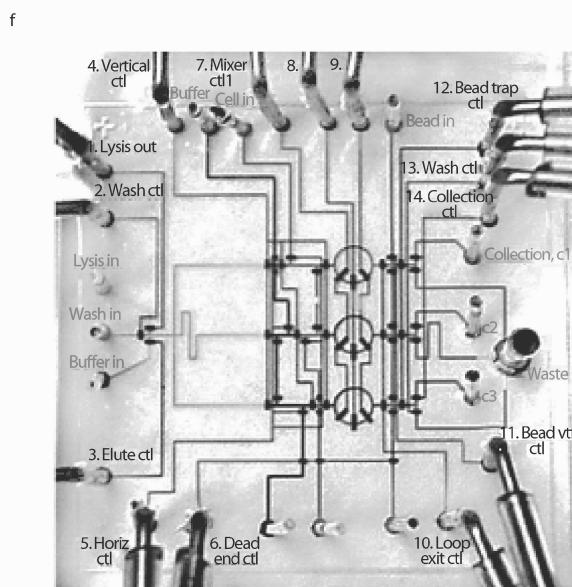 f
4. Vertical
ctl
7. Mixer
ctl1
8.
9.
Buffer
Cell in
Bead in
12. Bead trap
ctl
1. Lysis out
2. Wash ctl
13. Wash ctl
14. Collection
ctl
Lysis in
Collection, c1
Wash in
c2
Buffer in
Waste
c3
3. Elute ctl
11. Bead vtt
ctl
5. Horiz
ctl
6. Dead
end ctl
10. Loop
exit ctl